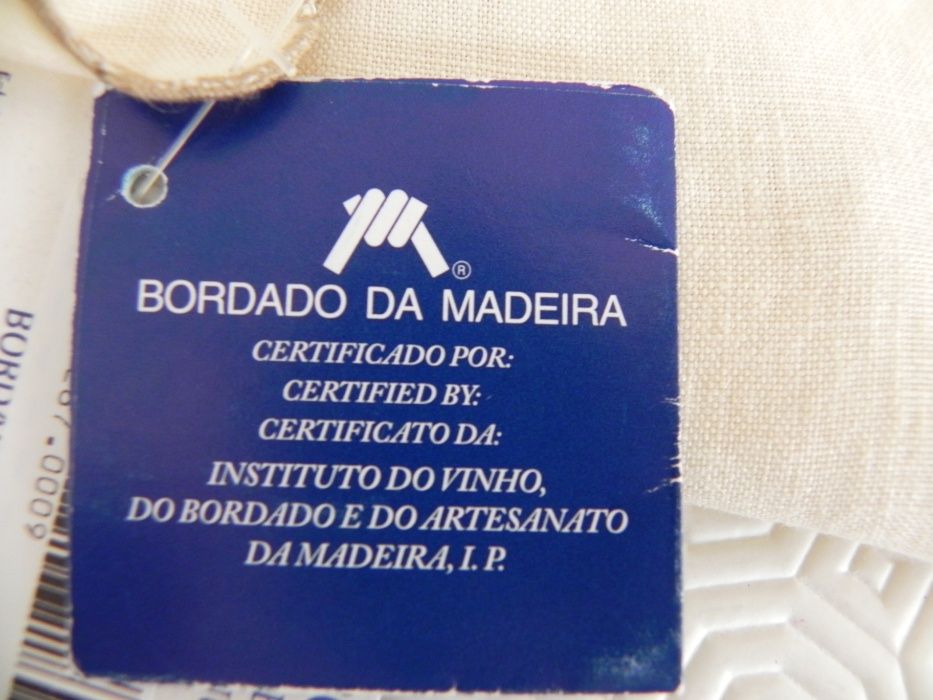 BORDADO DA MADEIRA
CERTIFICADO POR:
CERTIFIED BY:
CERTIFICATO DA:
INSTITUTO DO VINHO,
DO BORDADO E DO ARTESANATO
DA MADEIRA, I. P.